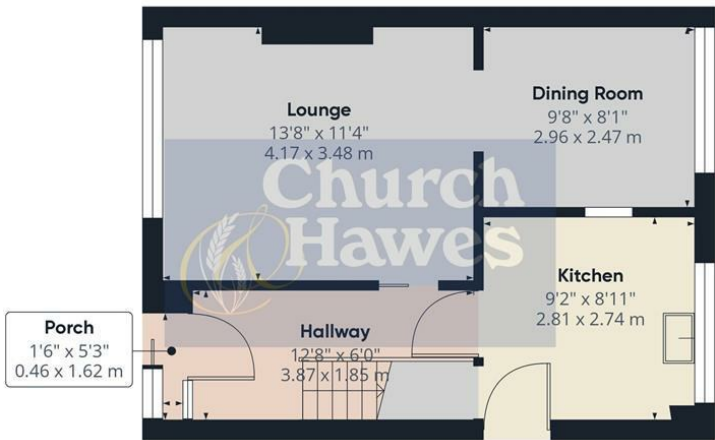 Lounge
13'8" x 11'4"
4.17 x 3.48 m
Dining Room
9'8" x 8'1"
2.96 x 2.47 m
Church
Hawes
Kitchen
9'2" x 8'11"
2.81 x 2.74 m
Porch
1'6" x 5'3"
0.46 x 1.62 m
Hallway
12'8" x 6'0"
3.87 x 1.85 m